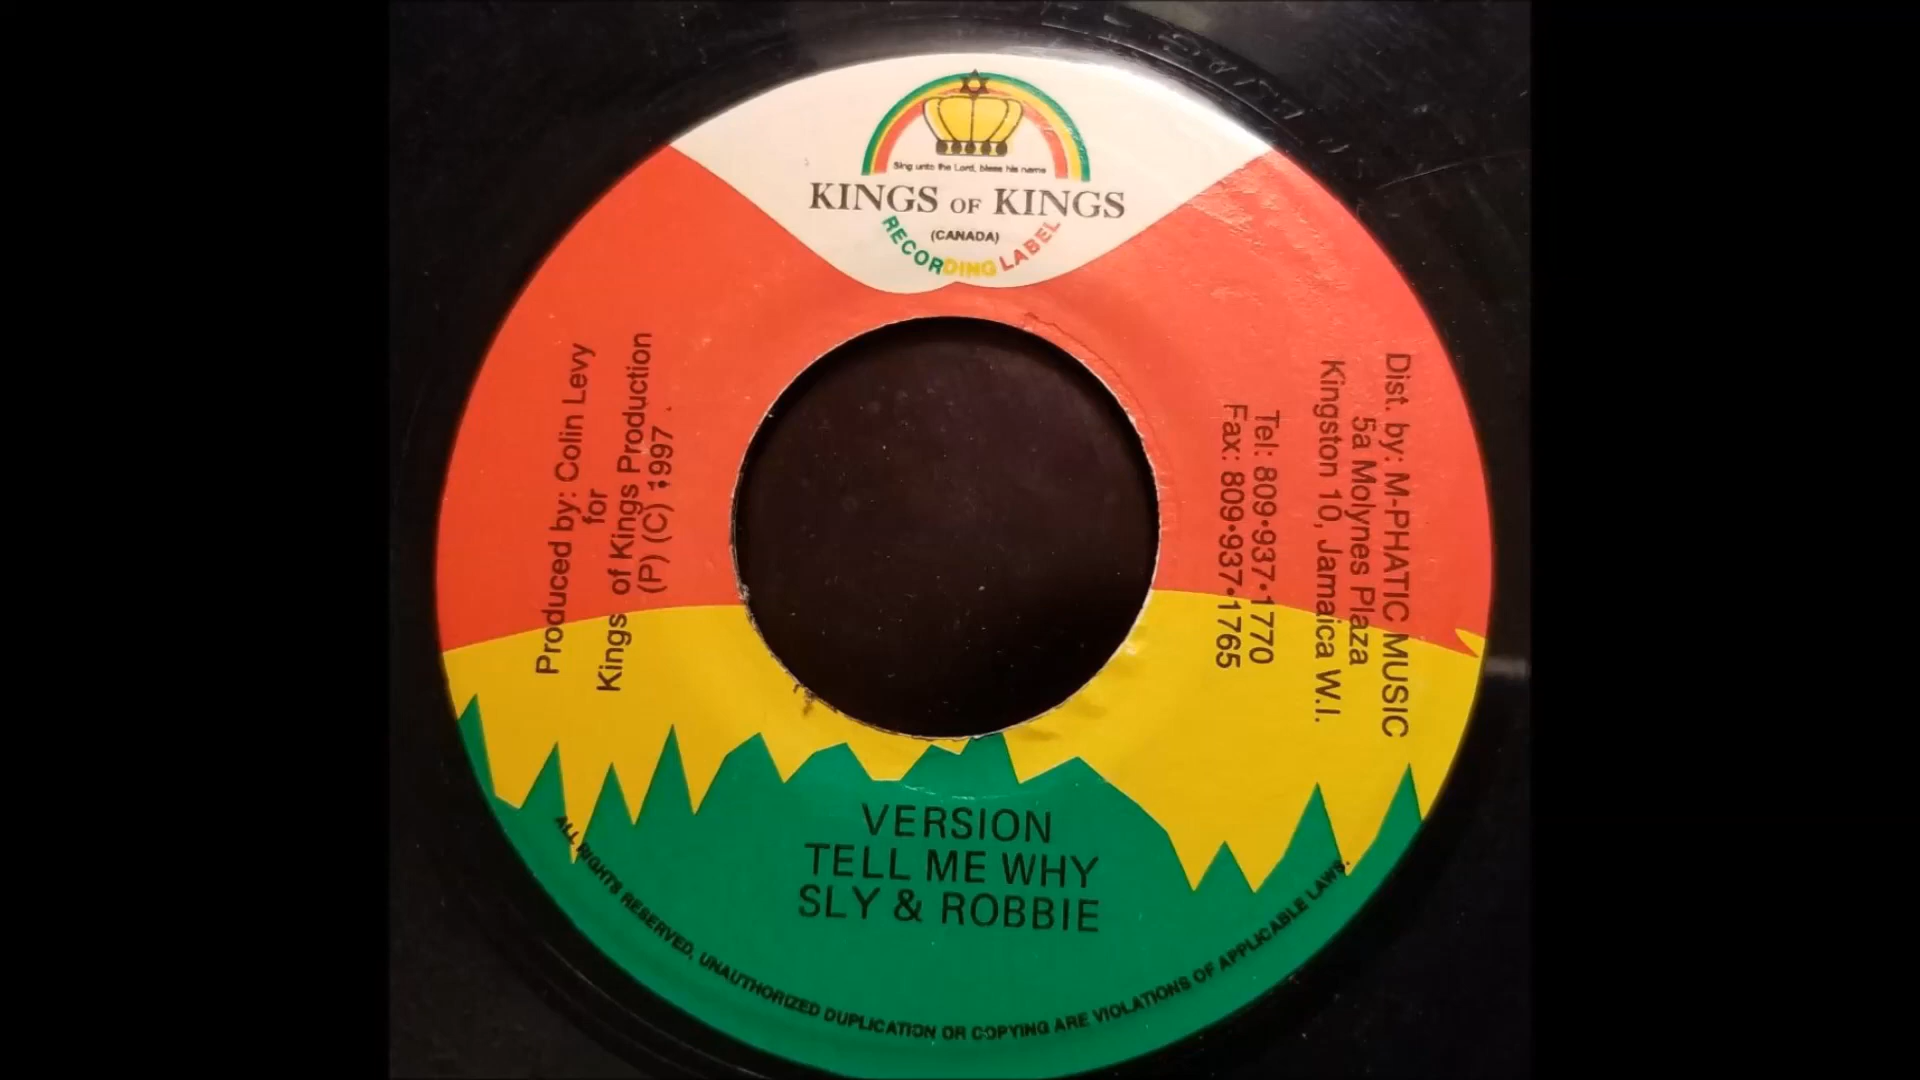 Sing unto the Lord, bless his name
KINGS OF KINGS
(CANADA)
RECORDING LABEL
Produced by: Colin Levy
for
Kings of Kings Production
(P) (C) 1997
Dist. by: M-PHATIC MUSIC
5a Molynes Plaza
Kingston 10, Jamaica W.I.
Tel: 809•937•1770
Fax: 809•937•1765
VERSION
TELL ME WHY
SLY & ROBBIE
ALL RIGHTS RESERVED, UNAUTHORIZED DUPLICATION OR COPYING ARE VIOLATIONS OF APPLICABLE LAWS.